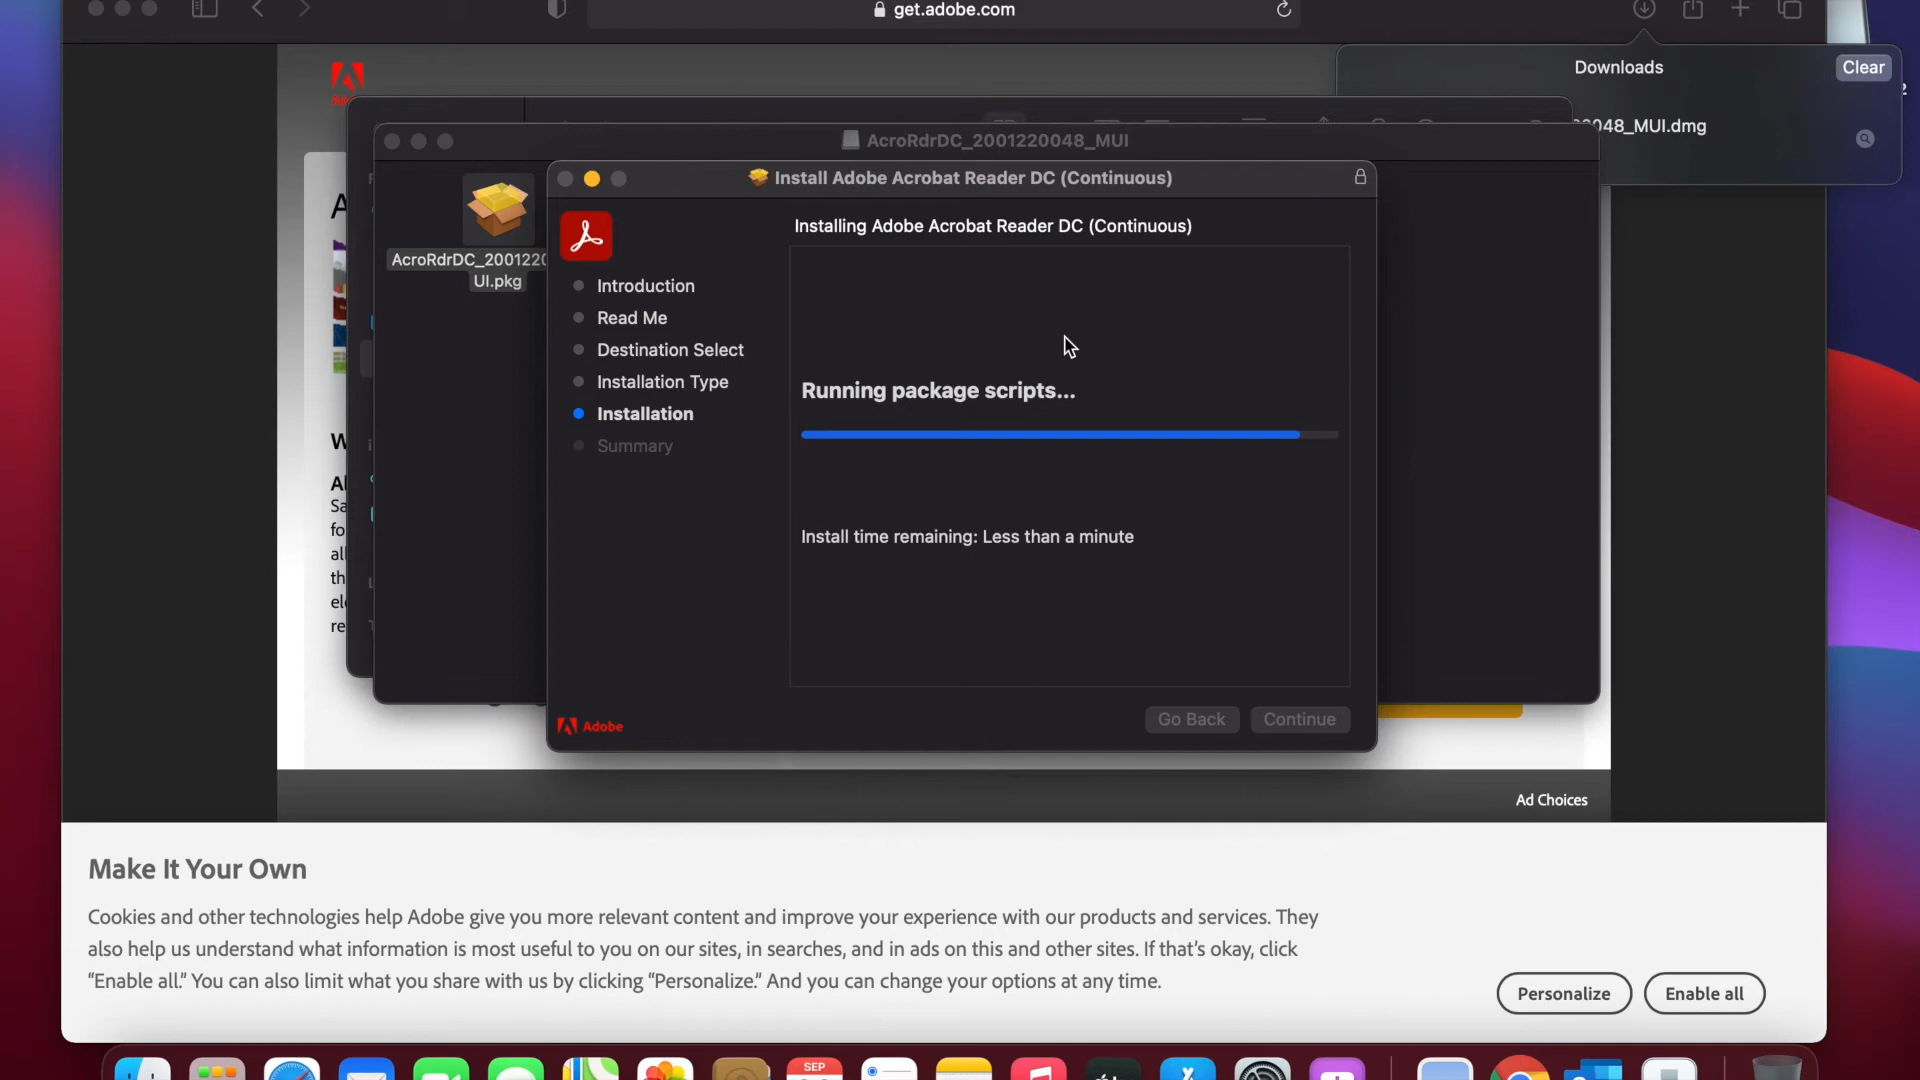 get.adobe.com
Downloads
Clear
0048_MUI.dmg
AcroRdrDC_2001220048_MUI
Install Adobe Acrobat Reader DC (Continuous)
AcroRdrDC_200122
UI.pkg
Installing Adobe Acrobat Reader DC (Continuous)
Introduction
Read Me
Destination Select
Installation Type
Installation
Summary
Running package scripts...
Install time remaining: Less than a minute
Adobe
Go Back
Continue
Ad Choices
Make It Your Own
Cookies and other technologies help Adobe give you more relevant content and improve your experience with our products and services. They
also help us understand what information is most useful to you on our sites, in searches, and in ads on this and other sites. If that's okay, click
“Enable all.” You can also limit what you share with us by clicking “Personalize.” And you can change your options at any time.
Personalize
Enable all
SEP